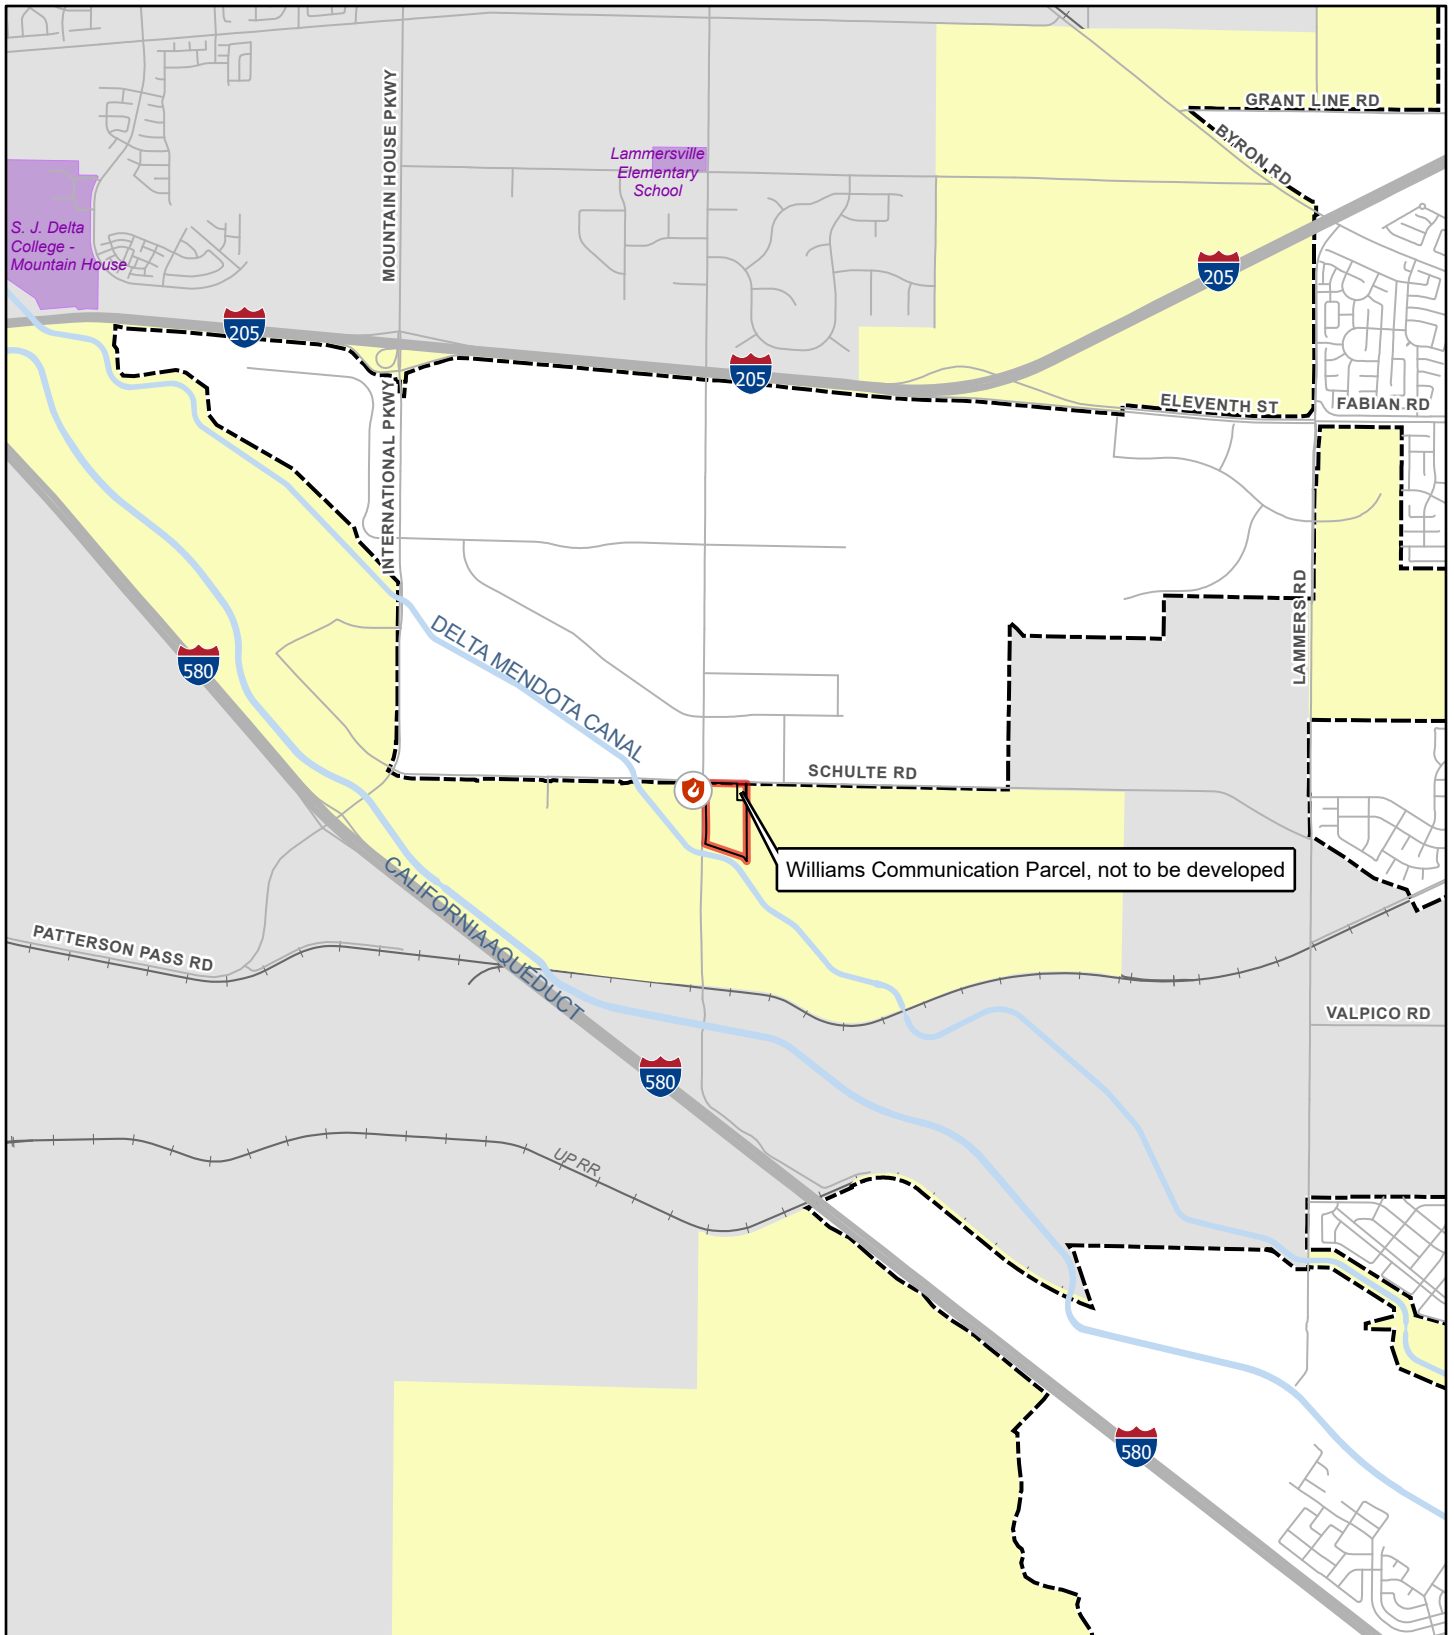 GRANT LINE RD
BYRON RD
MOUNTAIN HOUSE PKWY
Lammersville
Elementary
School
S. J. Delta
College -
Mountain House
205
205
205
ELEVENTH ST
FABIAN RD
INTERNATIONAL PKWY
LAMMERS RD
DELTA MENDOTA CANAL
580
SCHULTE RD
Williams Communication Parcel, not to be developed
CALIFORNIA AQUEDUCT
PATTERSON PASS RD
VALPICO RD
580
UP RR
580